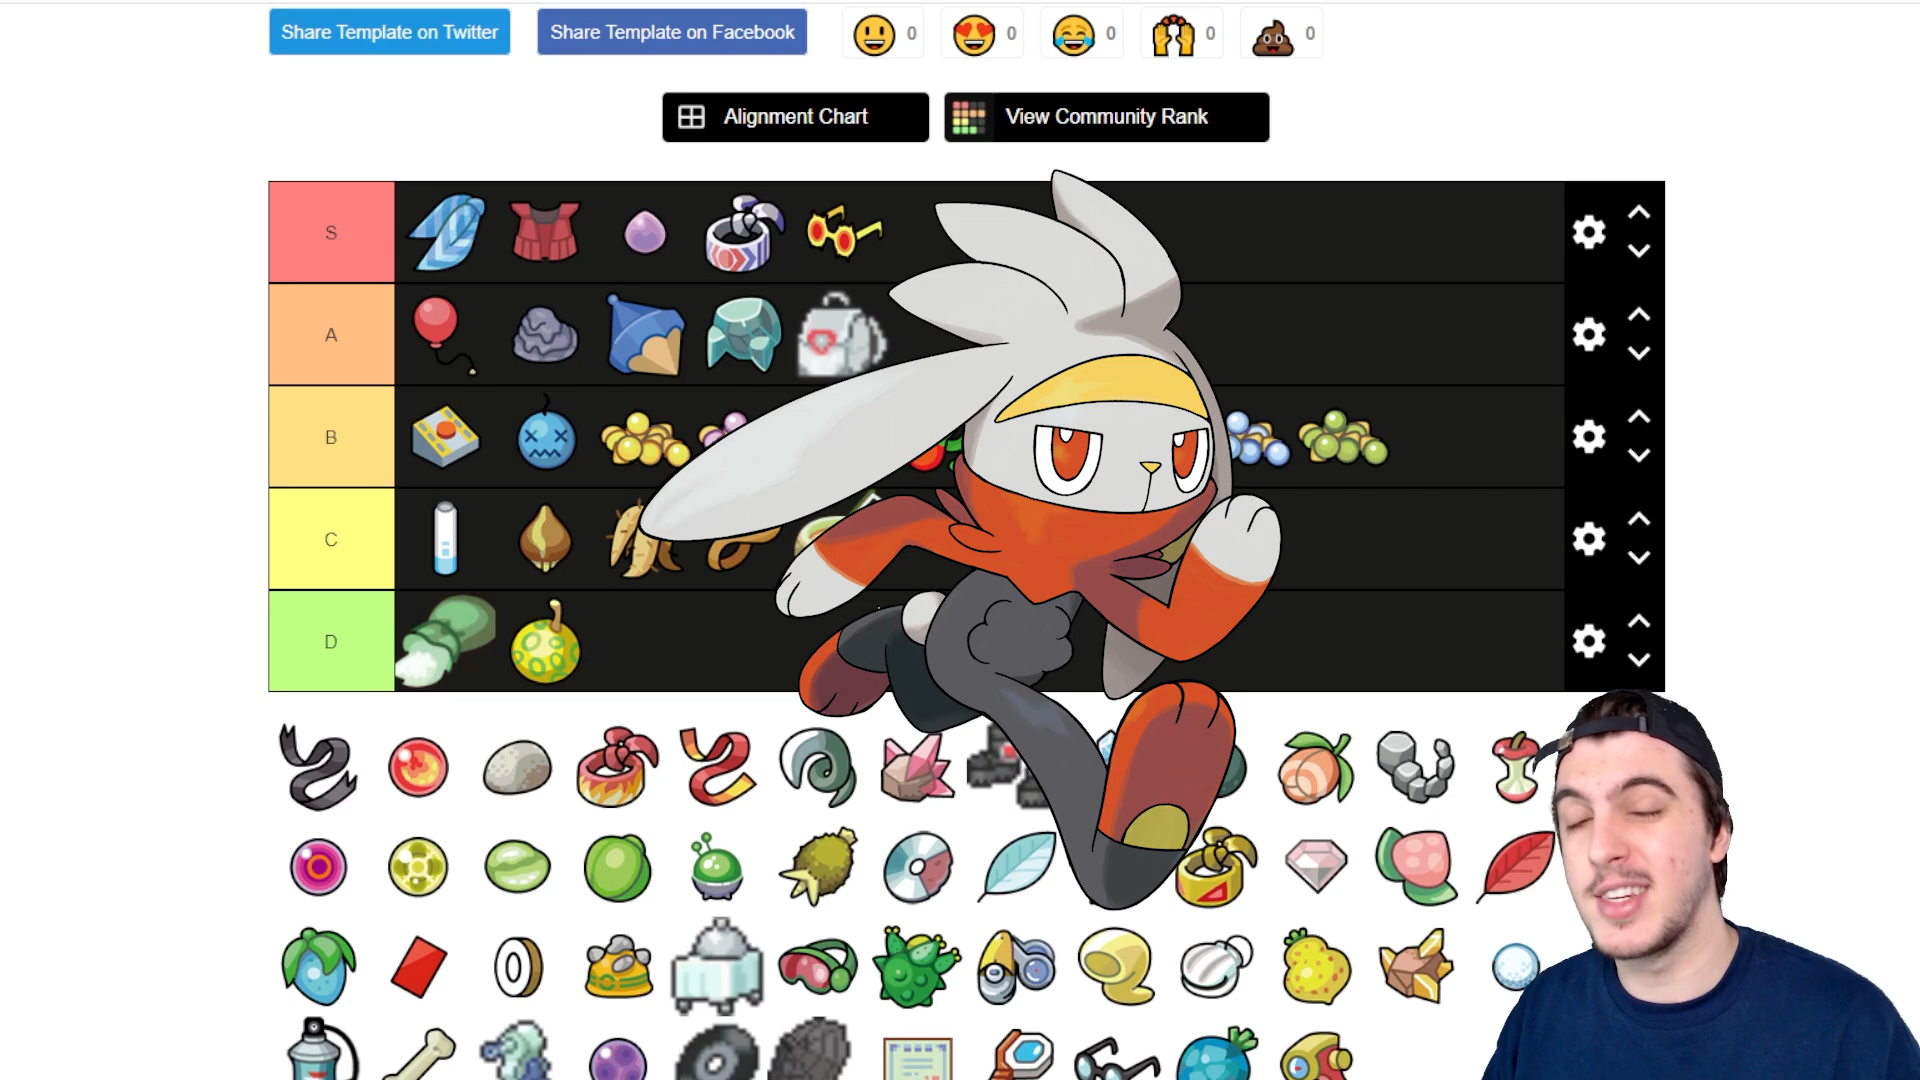 Share Template on Twitter
Share Template on Facebook
0
0
0
0
0
Alignment Chart
View Community Rank
S
A
B
C
D